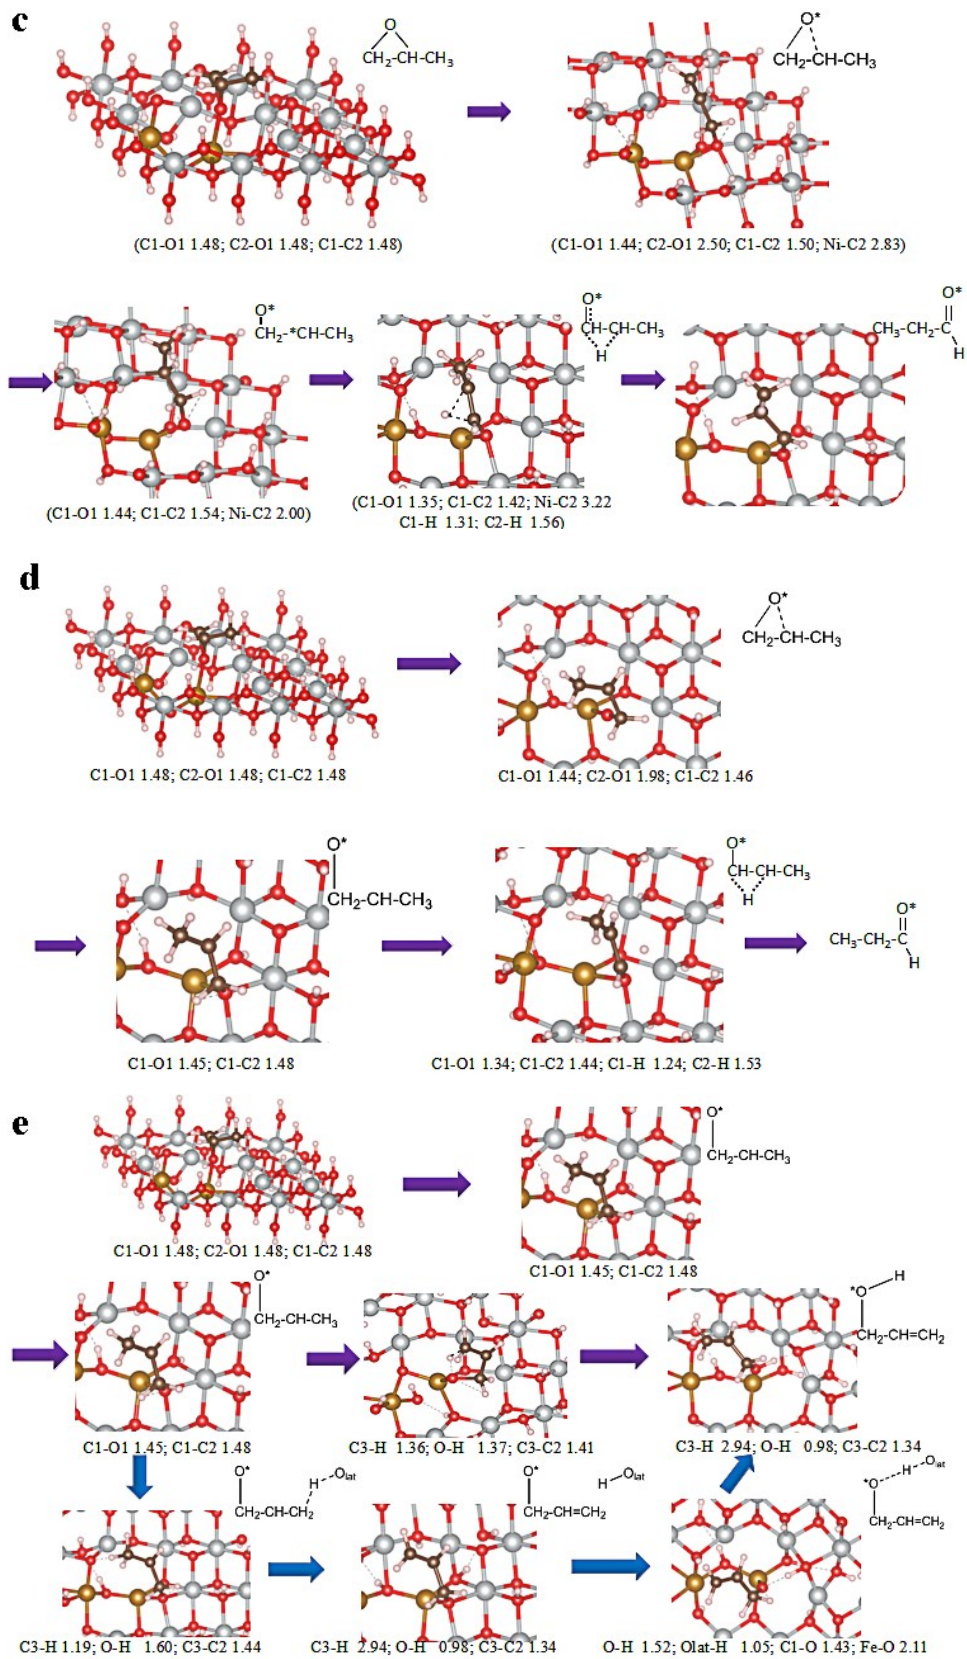 c
O
CH2-CH-CH3
O*
CH2-CH-CH3
(C1-O1 1.48; C2-O1 1.48; C1-C2 1.48)
(C1-O1 1.44; C2-O1 2.50; C1-C2 1.50; Ni-C2 2.83)
O*
CH2-*CH-CH3
O*
CH-CH-CH3
H
O*
CH3-CH2-C
H
(C1-O1 1.44; C1-C2 1.54; Ni-C2 2.00)
(C1-O1 1.35; C1-C2 1.42; Ni-C2 3.22
C1-H 1.31; C2-H 1.56)
d
O*
CH2-CH-CH3
C1-O1 1.48; C2-O1 1.48; C1-C2 1.48
C1-O1 1.44; C2-O1 1.98; C1-C2 1.46
O*
CH2-CH-CH3
O*
CH-CH-CH3
H
O*
CH3-CH2-C
H
C1-O1 1.45; C1-C2 1.48
C1-O1 1.34; C1-C2 1.44; C1-H 1.24; C2-H 1.53
e
O*
CH2-CH-CH3
C1-O1 1.48; C2-O1 1.48; C1-C2 1.48
C1-O1 1.45; C1-C2 1.48
O*
CH2-CH-CH3
*O
H
CH2-CH=CH2
C1-O1 1.45; C1-C2 1.48
C3-H 1.36; O-H 1.37; C3-C2 1.41
C3-H 2.94; O-H 0.98; C3-C2 1.34
O*
H
Olat
CH2-CH-CH2
O*
H-Olat
CH2-CH=CH2
*O
H
Olat
CH2-CH=CH2
C3-H 1.19; O-H 1.60; C3-C2 1.44
C3-H 2.94; O-H 0.98; C3-C2 1.34
O-H 1.52; Olat-H 1.05; C1-O 1.43; Fe-O 2.11